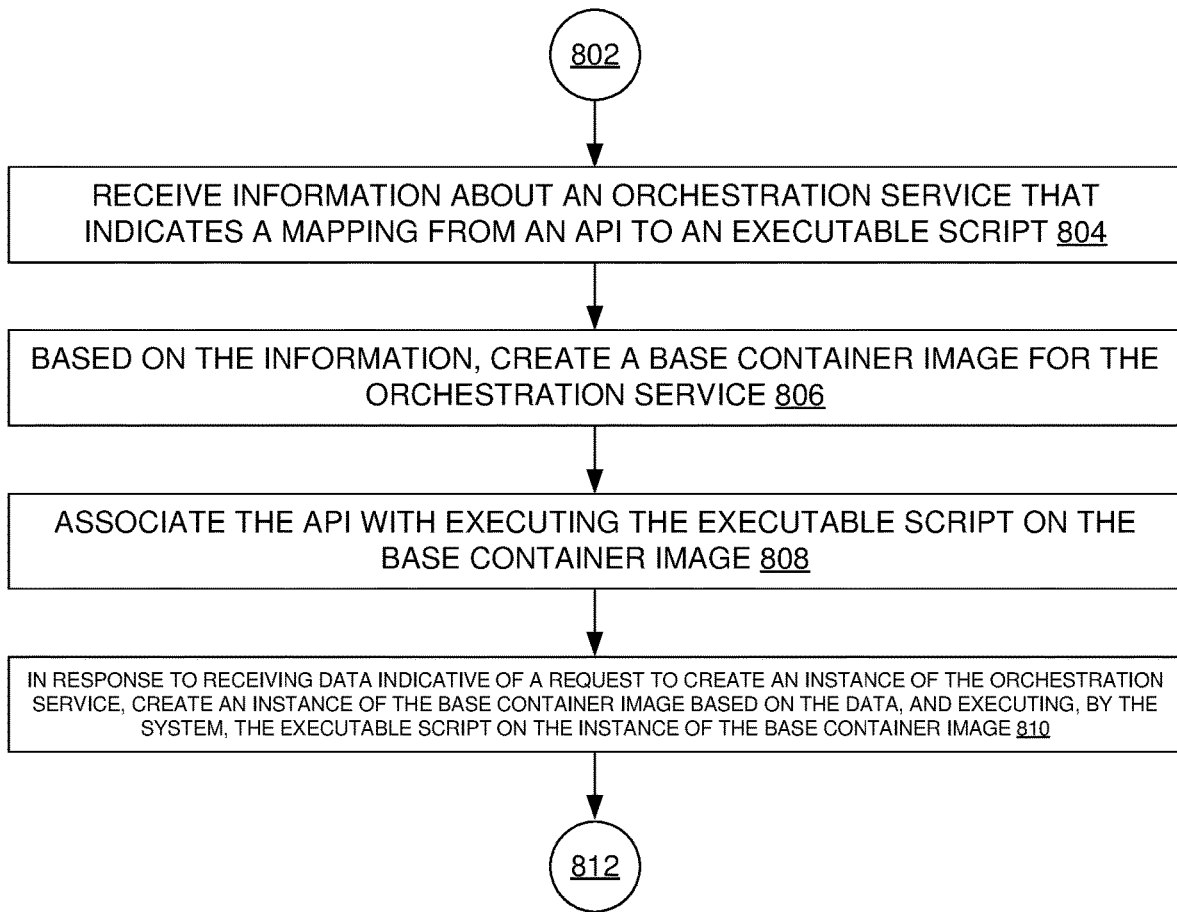 802
RECEIVE INFORMATION ABOUT AN ORCHESTRATION SERVICE THAT
INDICATES A MAPPING FROM AN API TO AN EXECUTABLE SCRIPT 804
BASED ON THE INFORMATION, CREATE A BASE CONTAINER IMAGE FOR THE
ORCHESTRATION SERVICE 806
ASSOCIATE THE API WITH EXECUTING THE EXECUTABLE SCRIPT ON THE
BASE CONTAINER IMAGE 808
IN RESPONSE TO RECEIVING DATA INDICATIVE OF A REQUEST TO CREATE AN INSTANCE OF THE ORCHESTRATION
SERVICE, CREATE AN INSTANCE OF THE BASE CONTAINER IMAGE BASED ON THE DATA, AND EXECUTING, BY THE
SYSTEM, THE EXECUTABLE SCRIPT ON THE INSTANCE OF THE BASE CONTAINER IMAGE 810
812